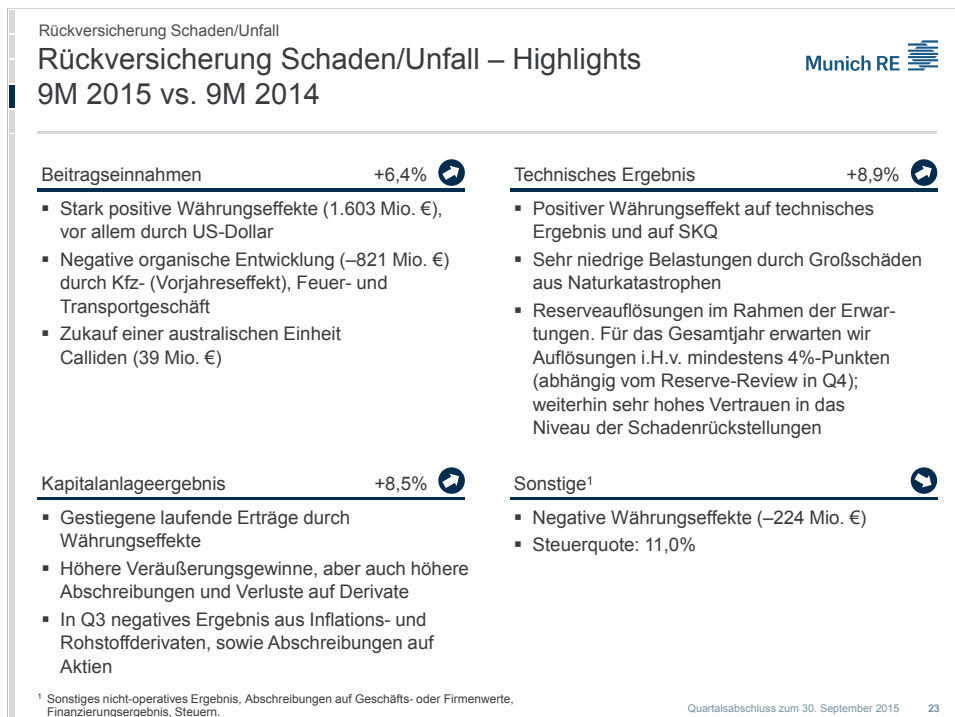 Rückversicherung Schaden/Unfall
Rückversicherung Schaden/Unfall – Highlights
9M 2015 vs. 9M 2014
Munich RE
Beitragseinnahmen +6,4%
▪ Stark positive Währungseffekte (1.603 Mio. €),
vor allem durch US-Dollar
▪ Negative organische Entwicklung (–821 Mio. €)
durch Kfz- (Vorjahreseffekt), Feuer- und
Transportgeschäft
▪ Zukauf einer australischen Einheit
Calliden (39 Mio. €)
Technisches Ergebnis +8,9%
▪ Positiver Währungseffekt auf technisches
Ergebnis und auf SKQ
▪ Sehr niedrige Belastungen durch Großschäden
aus Naturkatastrophen
▪ Reserveauflösungen im Rahmen der Erwar-
tungen. Für das Gesamtjahr erwarten wir
Auflösungen i.H.v. mindestens 4%-Punkten
(abhängig vom Reserve-Review in Q4);
weiterhin sehr hohes Vertrauen in das
Niveau der Schadenrückstellungen
Kapitalanlageergebnis +8,5%
▪ Gestiegene laufende Erträge durch
Währungseffekte
▪ Höhere Veräußerungsgewinne, aber auch höhere
Abschreibungen und Verluste auf Derivate
▪ In Q3 negatives Ergebnis aus Inflations- und
Rohstoffderivaten, sowie Abschreibungen auf
Aktien
Sonstige¹
▪ Negative Währungseffekte (–224 Mio. €)
▪ Steuerquote: 11,0%
¹ Sonstiges nicht-operatives Ergebnis, Abschreibungen auf Geschäfts- oder Firmenwerte,
Finanzierungsergebnis, Steuern.
Quartalsabschluss zum 30. September 2015 23